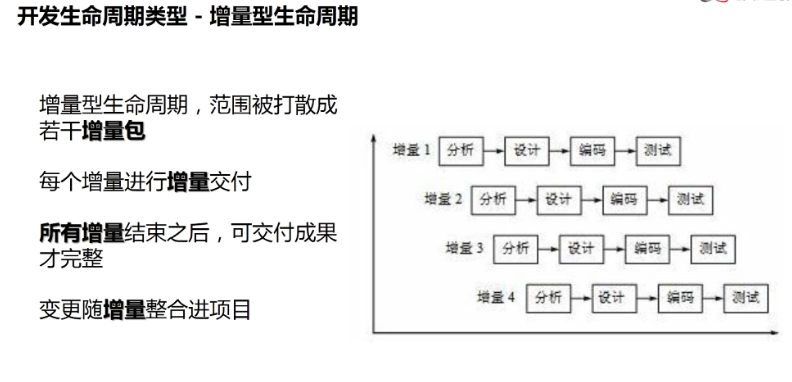 开发生命周期类型 - 增量型生命周期
增量型生命周期，范围被打散成
若干增量包
每个增量进行增量交付
所有增量结束之后，可交付成果
才完整
变更随增量整合进项目
增量 1 分析 设计 编码 测试
增量 2 分析 设计 编码 测试
增量 3 分析 设计 编码 测试
增量 4 分析 设计 编码 测试